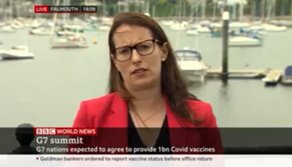 LIVE FALMOUTH 18:09
BBC WORLD NEWS
G7 summit
G7 nations expected to agree to provide 1bn Covid vaccines
Goldman bankers ordered to report vaccine status before office return